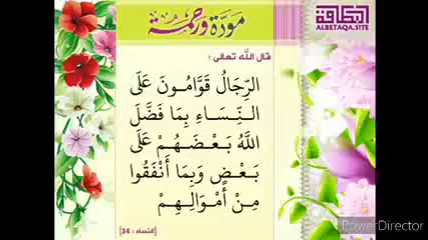 مودة ورحمة
البطاقة
ALBETAQA.SITE
قال الله تعالى :
الرِّجَالُ قَوَّامُونَ عَلَى
النِّسَاءِ بِمَا فَضَّلَ
اللَّهُ بَعْضَهُمْ عَلَى
بَعْضٍ وَبِمَا أَنْفَقُوا
مِنْ أَمْوَالِهِمْ
[النساء : 34]
PowerDirector